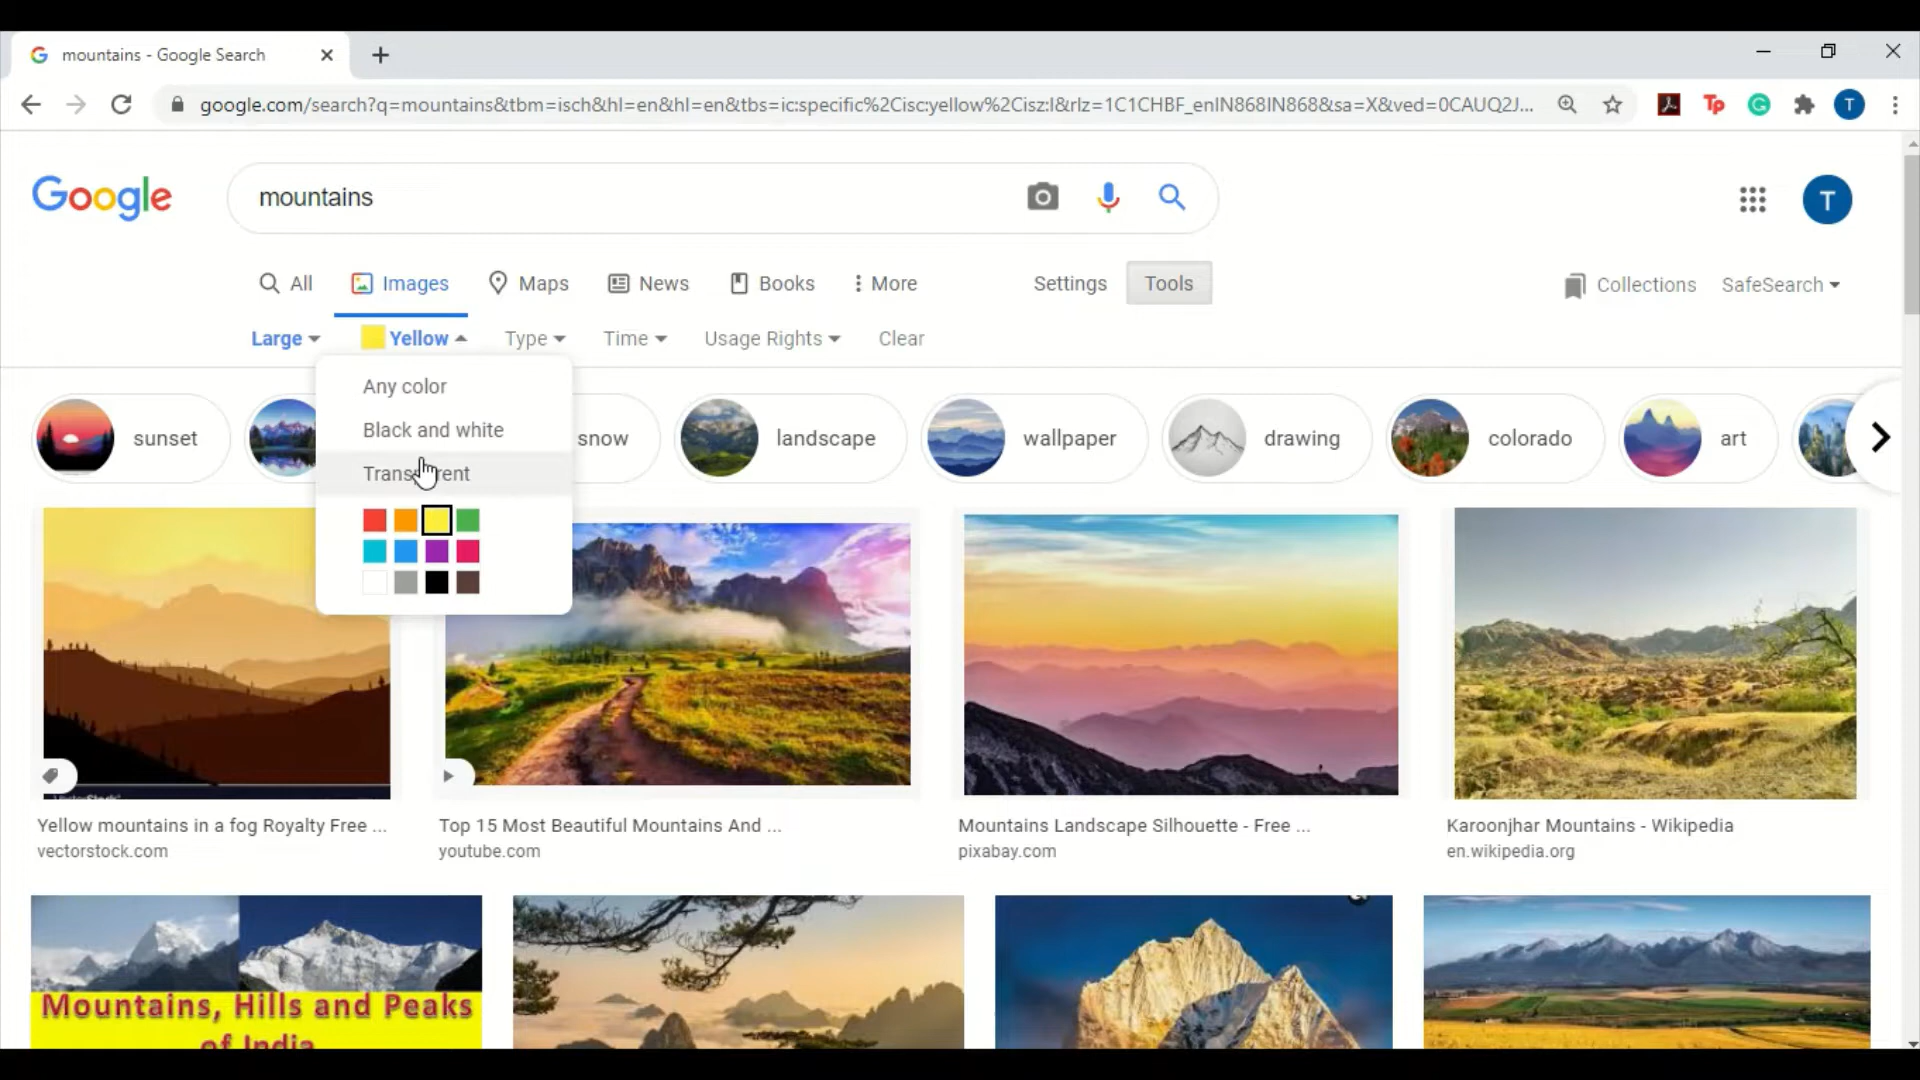 mountains - Google Search
google.com/search?q=mountains&tbm=isch&hl=en&hl=en&tbs=ic:specific%2Cisc:yellow%2Cisz:l&rlz=1C1CHBF_enIN868IN868&sa=X&ved=0CAUQ2J...
Tp
T
Google
mountains
T
All
Images
Maps
News
Books
More
Settings
Tools
Collections
SafeSearch
Large
Yellow
Type
Time
Usage Rights
Clear
Any color
Black and white
Transparent
sunset
snow
landscape
wallpaper
drawing
colorado
art
Yellow mountains in a fog Royalty Free ...
vectorstock.com
Top 15 Most Beautiful Mountains And ...
youtube.com
Mountains Landscape Silhouette - Free ...
pixabay.com
Karoonjhar Mountains - Wikipedia
en.wikipedia.org
Mountains, Hills and Peaks
of India